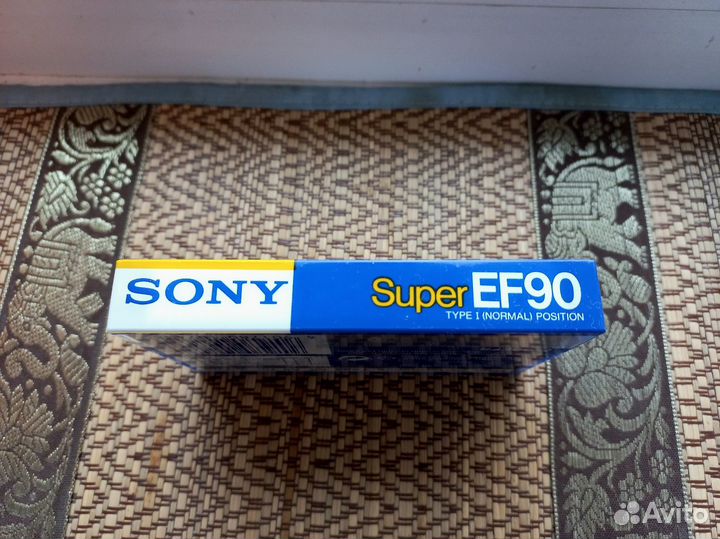 SONY
Super EF90
TYPE I (NORMAL) POSITION
Avito